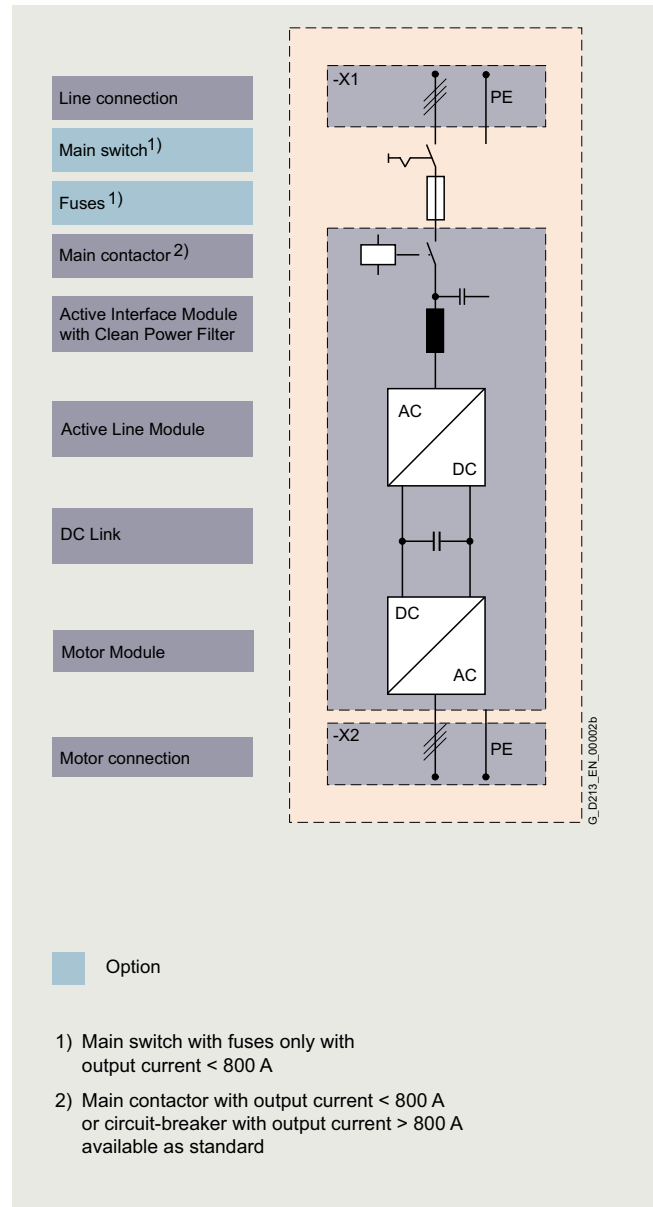 -X1
PE
Line connection
Main switch1)
Fuses 1)
Main contactor 2)
Active Interface Module
with Clean Power Filter
AC
DC
Active Line Module
DC Link
DC
AC
Motor Module
-X2
PE
Motor connection
G_D213_EN_00002b
Option
1) Main switch with fuses only with
output current < 800 A
2) Main contactor with output current < 800 A
or circuit-breaker with output current > 800 A
available as standard